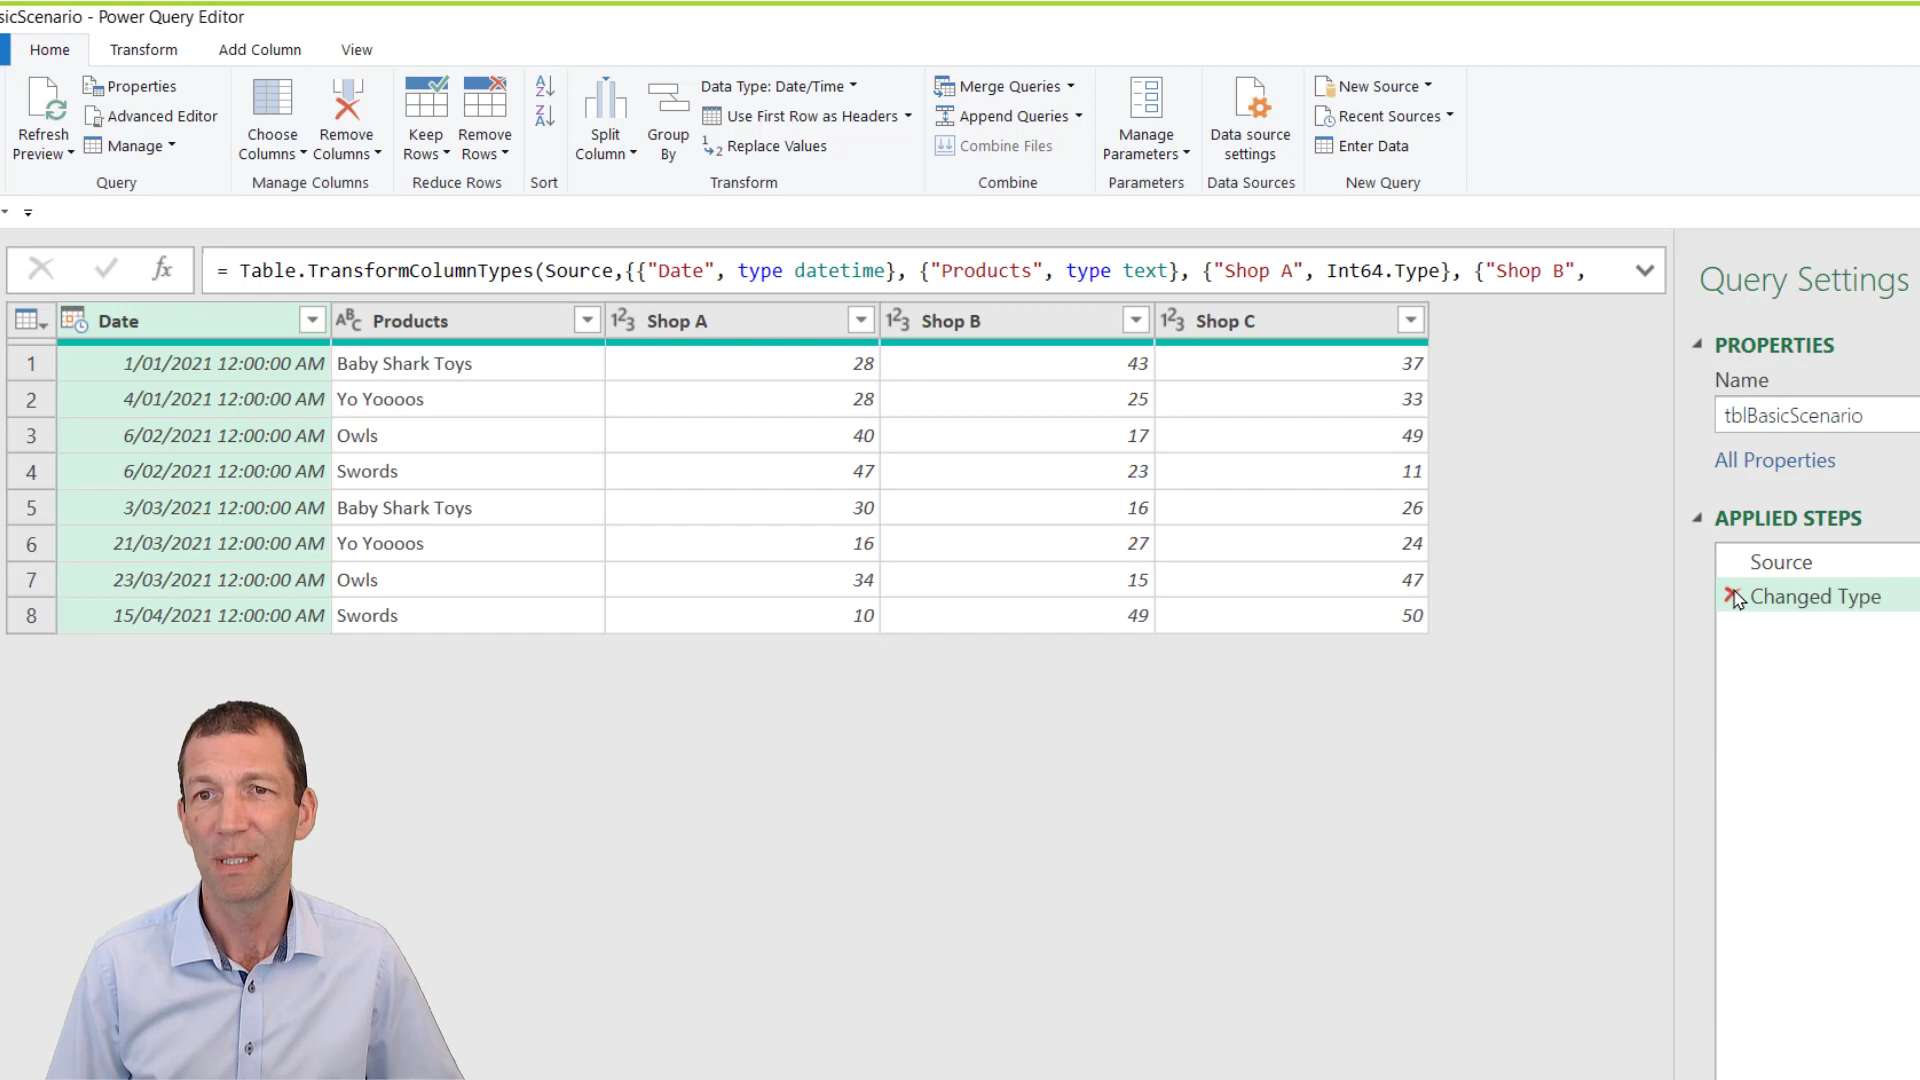 sicScenario - Power Query Editor
Home Transform Add Column View
Refresh Preview
Properties
Advanced Editor
Manage
Query
Choose Columns
Remove Columns
Manage Columns
Keep Rows
Remove Rows
Reduce Rows
Sort
Split Column
Group By
Data Type: Date/Time
Use First Row as Headers
Replace Values
Transform
Merge Queries
Append Queries
Combine Files
Combine
Manage Parameters
Parameters
Data source settings
Data Sources
New Source
Recent Sources
Enter Data
New Query
fx = Table.TransformColumnTypes(Source,{{"Date", type datetime}, {"Products", type text}, {"Shop A", Int64.Type}, {"Shop B",
Date ABC Products 123 Shop A 123 Shop B 123 Shop C
1 1/01/2021 12:00:00 AM Baby Shark Toys 28 43 37
2 4/01/2021 12:00:00 AM Yo Yoooos 28 25 33
3 6/02/2021 12:00:00 AM Owls 40 17 49
4 6/02/2021 12:00:00 AM Swords 47 23 11
5 3/03/2021 12:00:00 AM Baby Shark Toys 30 16 26
6 21/03/2021 12:00:00 AM Yo Yoooos 16 27 24
7 23/03/2021 12:00:00 AM Owls 34 15 47
8 15/04/2021 12:00:00 AM Swords 10 49 50
Query Settings
PROPERTIES
Name
tblBasicScenario
All Properties
APPLIED STEPS
Source
Changed Type